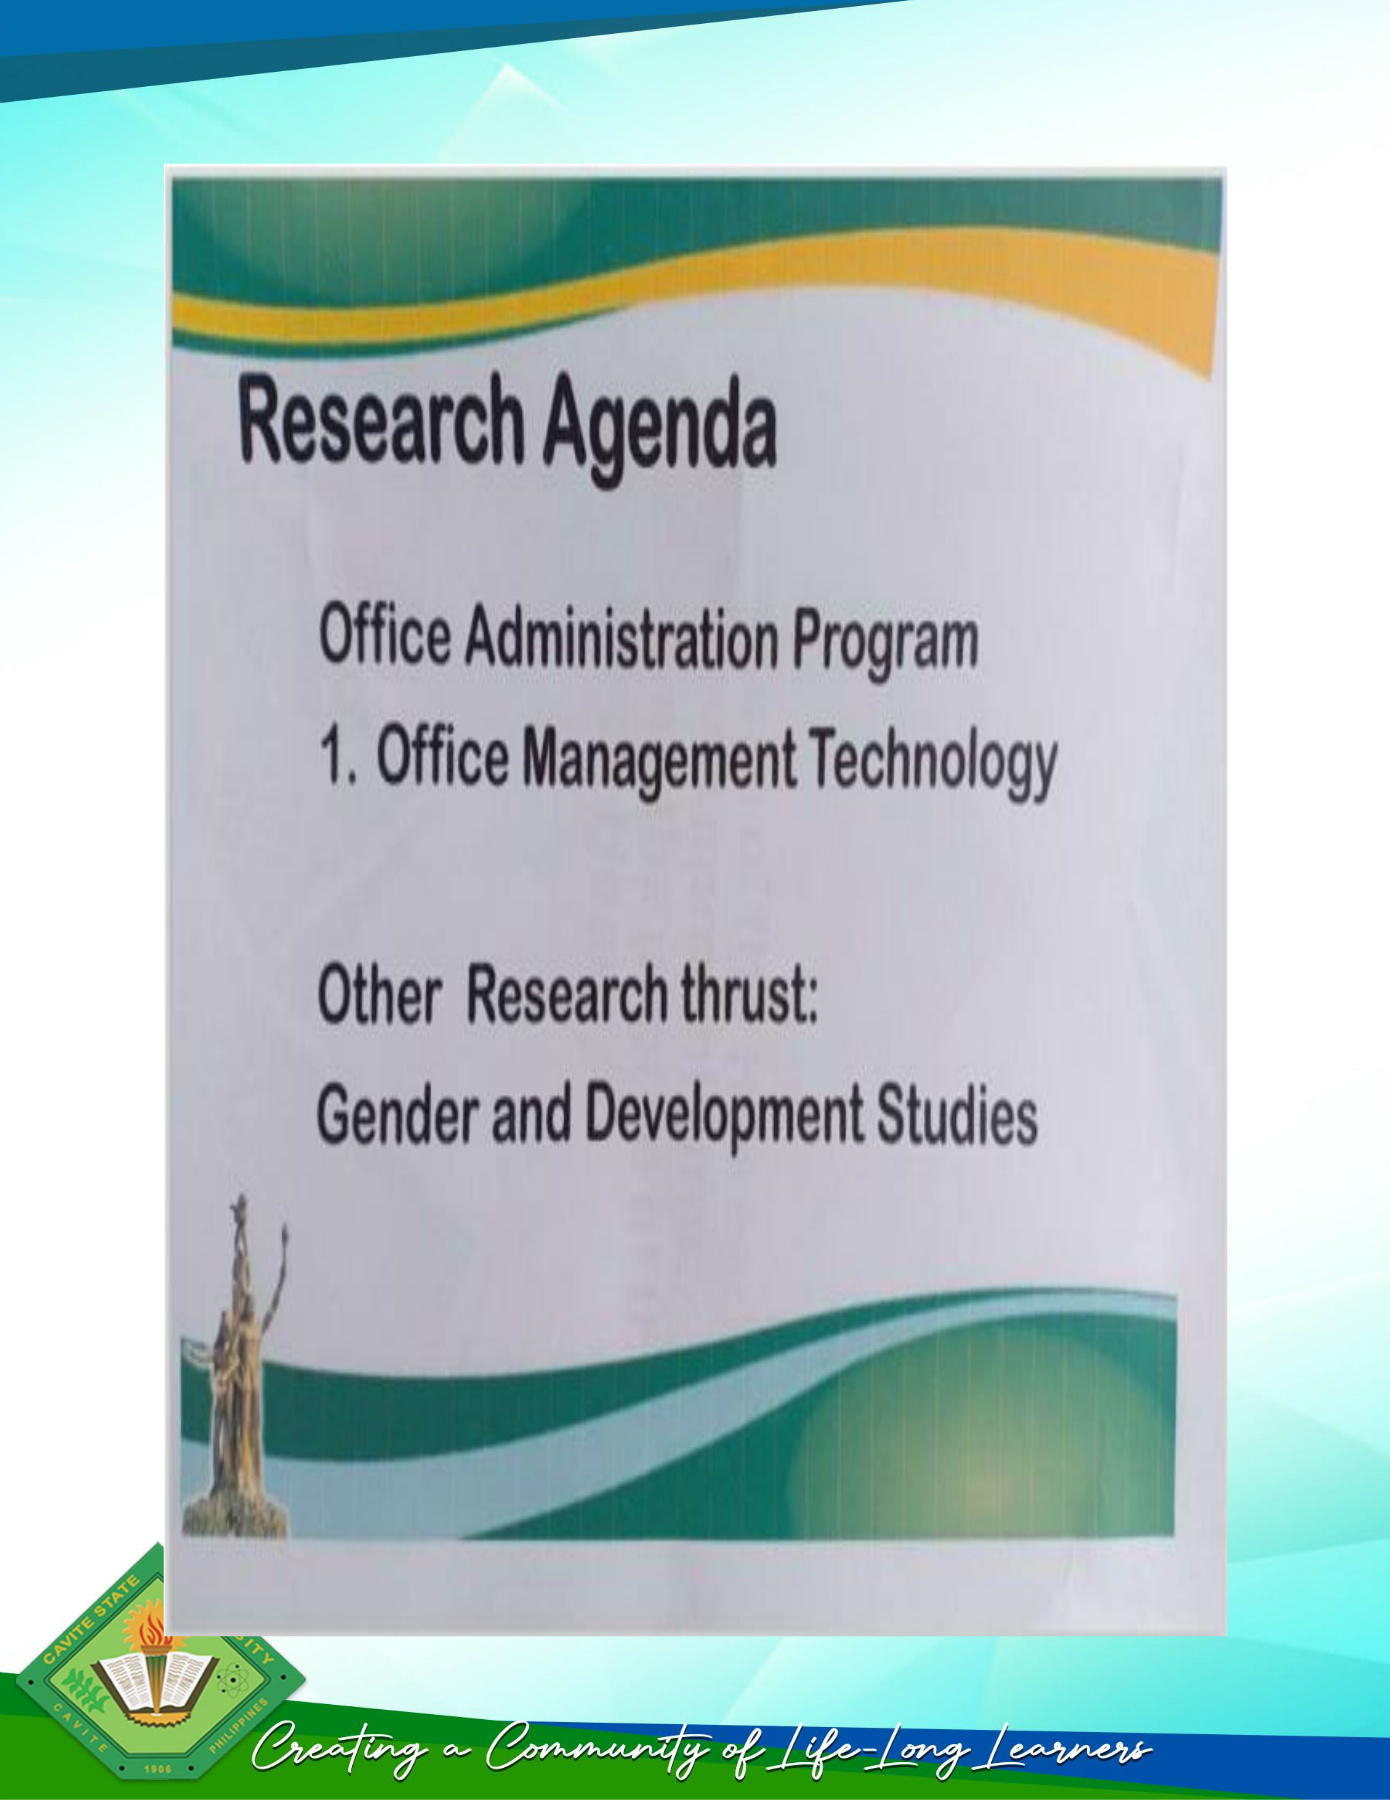 Research Agenda
Office Administration Program
1. Office Management Technology
Other Research thrust:
Gender and Development Studies
CAVITE STATE
SITY
CAVITE
PHILIPPINES
1906
Creating a Community of Life-Long Learners